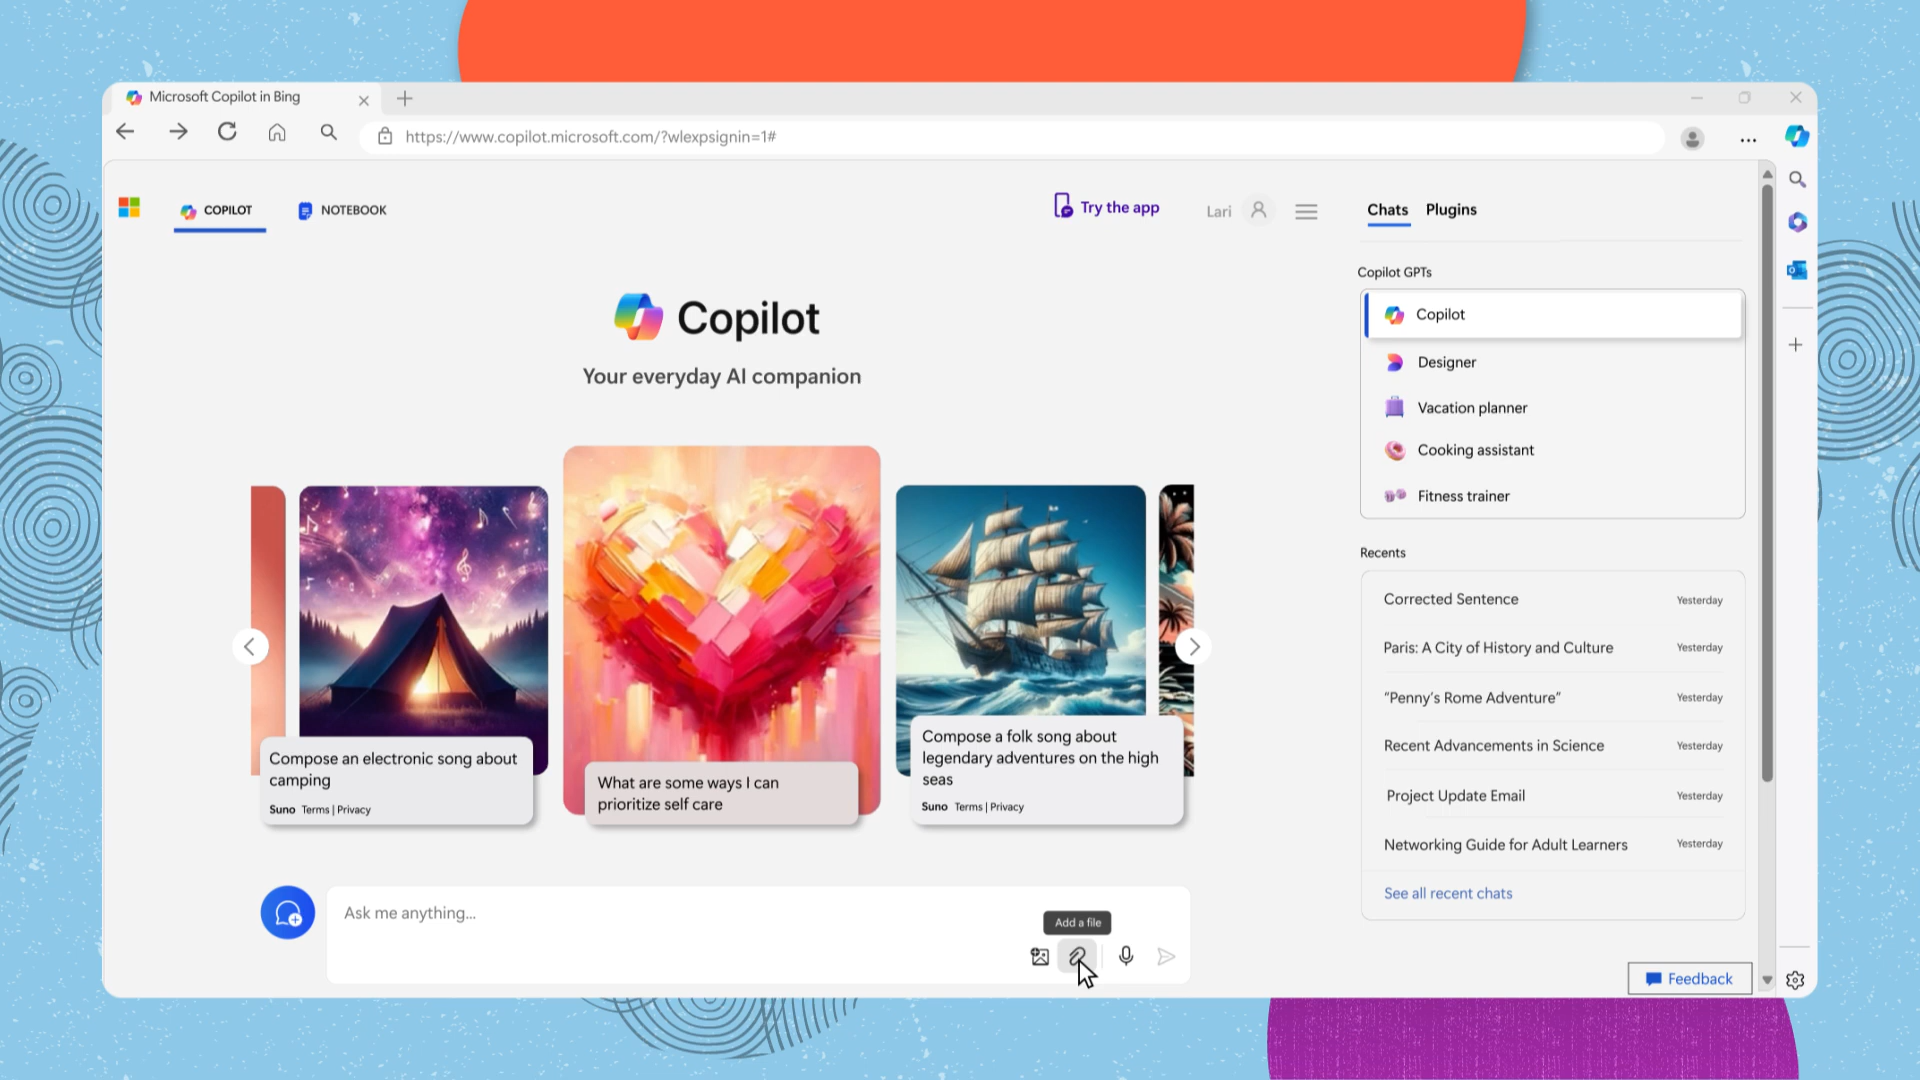 Microsoft Copilot in Bing
https://www.copilot.microsoft.com/?wlexpsignin=1#
COPILOT
NOTEBOOK
Try the app
Lari
Chats
Plugins
Copilot
Your everyday AI companion
Compose an electronic song about
camping
Suno Terms | Privacy
What are some ways I can
prioritize self care
Compose a folk song about
legendary adventures on the high
seas
Suno Terms | Privacy
Ask me anything...
Add a file
Copilot GPTs
Copilot
Designer
Vacation planner
Cooking assistant
Fitness trainer
Recents
Corrected Sentence Yesterday
Paris: A City of History and Culture Yesterday
“Penny’s Rome Adventure” Yesterday
Recent Advancements in Science Yesterday
Project Update Email Yesterday
Networking Guide for Adult Learners Yesterday
See all recent chats
Feedback